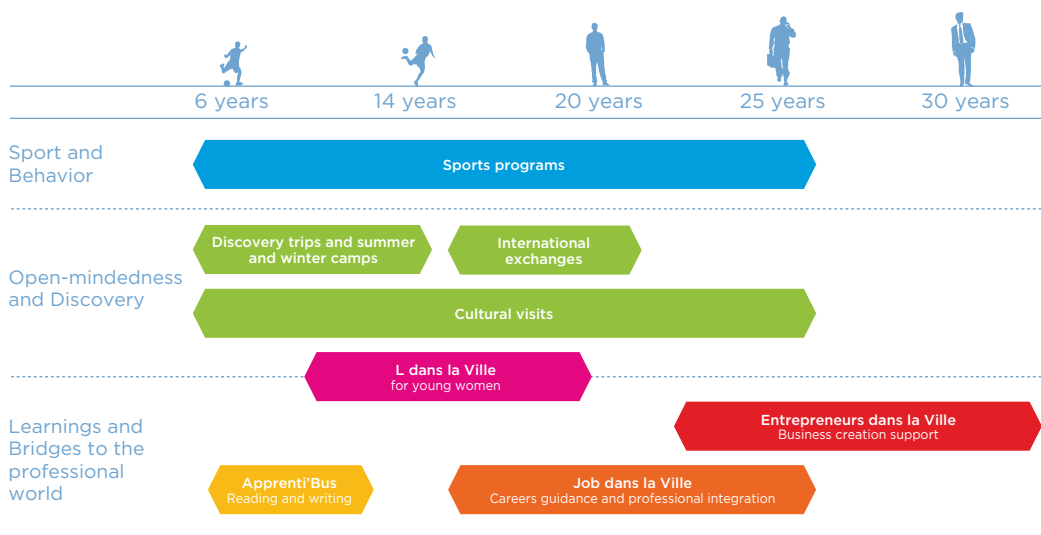 6 years
14 years
20 years
25 years
30 years
Sport and
Behavior
Sports programs
Open-mindedness
and Discovery
Discovery trips and summer
and winter camps
International
exchanges
Cultural visits
L dans la Ville
for young women
Learnings and
Bridges to the
professional
world
Entrepreneurs dans la Ville
Business creation support
Apprenti’Bus
Reading and writing
Job dans la Ville
Careers guidance and professional integration